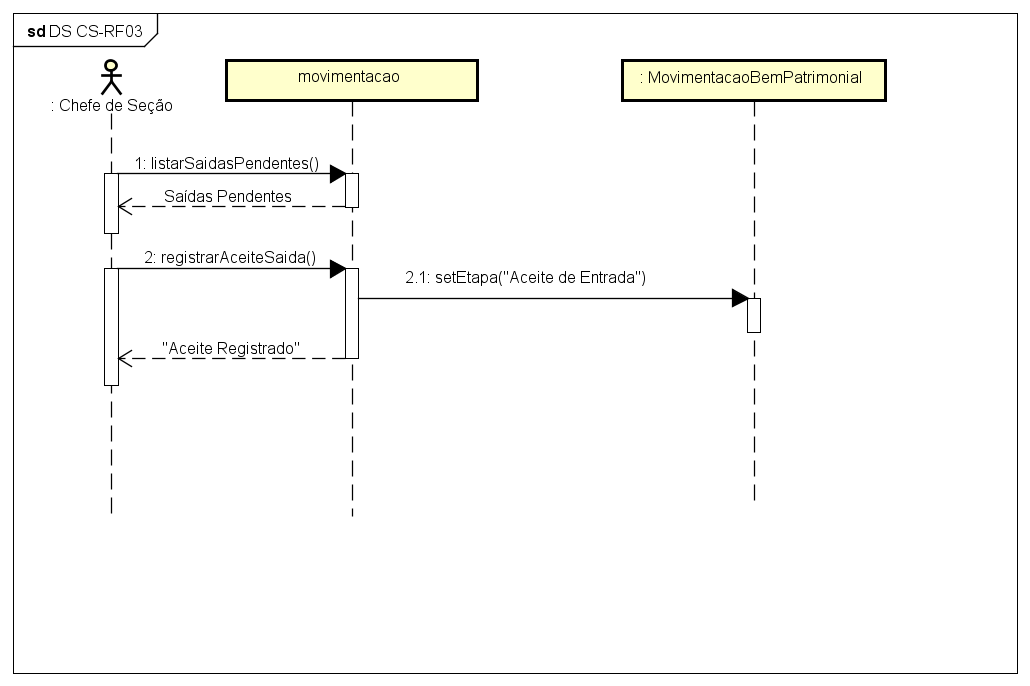 sd DS CS-RF03
: Chefe de Seção
movimentacao
: MovimentacaoBemPatrimonial
1: listarSaidasPendentes()
Saídas Pendentes
2: registrarAceiteSaida()
2.1: setEtapa("Aceite de Entrada")
"Aceite Registrado"